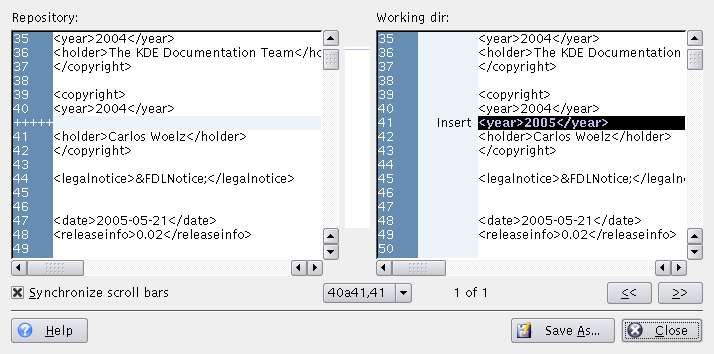 Repository:
35 <year>2004</year>
36 <holder>The KDE Documentation Team</ho
37 </copyright>
38
39 <copyright>
40 <year>2004</year>
+++++
41 <holder>Carlos Woelz</holder>
42 </copyright>
43
44 <legalnotice>&FDLNotice;</legalnotice>
45
46
47 <date>2005-05-21</date>
48 <releaseinfo>0.02</releaseinfo>
49
Working dir:
35 <year>2004</year>
36 <holder>The KDE Documentation
37 </copyright>
38
39 <copyright>
40 <year>2004</year>
41 Insert <year>2005</year>
42 <holder>Carlos Woelz</holder>
43 </copyright>
44
45 <legalnotice>&FDLNotice;</legalno
46
47
48 <date>2005-05-21</date>
49 <releaseinfo>0.02</releaseinfo>
50
Synchronize scroll bars
40a41,41
1 of 1
<<
>>
Help
Save As...
Close